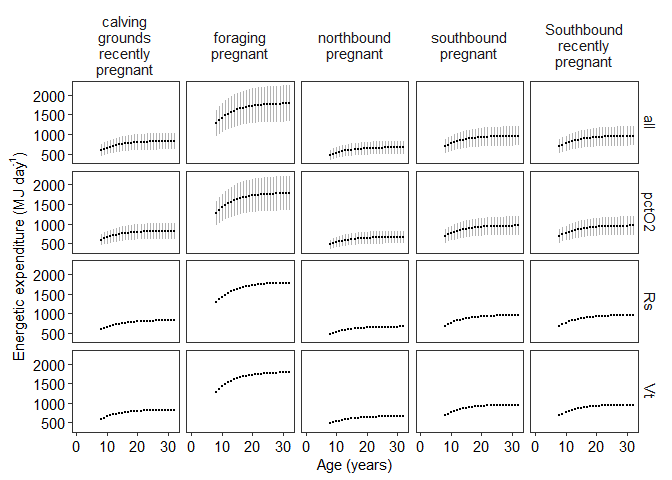 calving
grounds
recently
pregnant
foraging
pregnant
northbound
pregnant
southbound
pregnant
Southbound
recently
pregnant
Energetic expenditure (MJ day-1)
2000
1500
1000
500
all
2000
1500
1000
500
pctO2
2000
1500
1000
500
Rs
2000
1500
1000
500
Vt
0 10 20 30 0 10 20 30 0 10 20 30 0 10 20 30 0 10 20 30
Age (years)